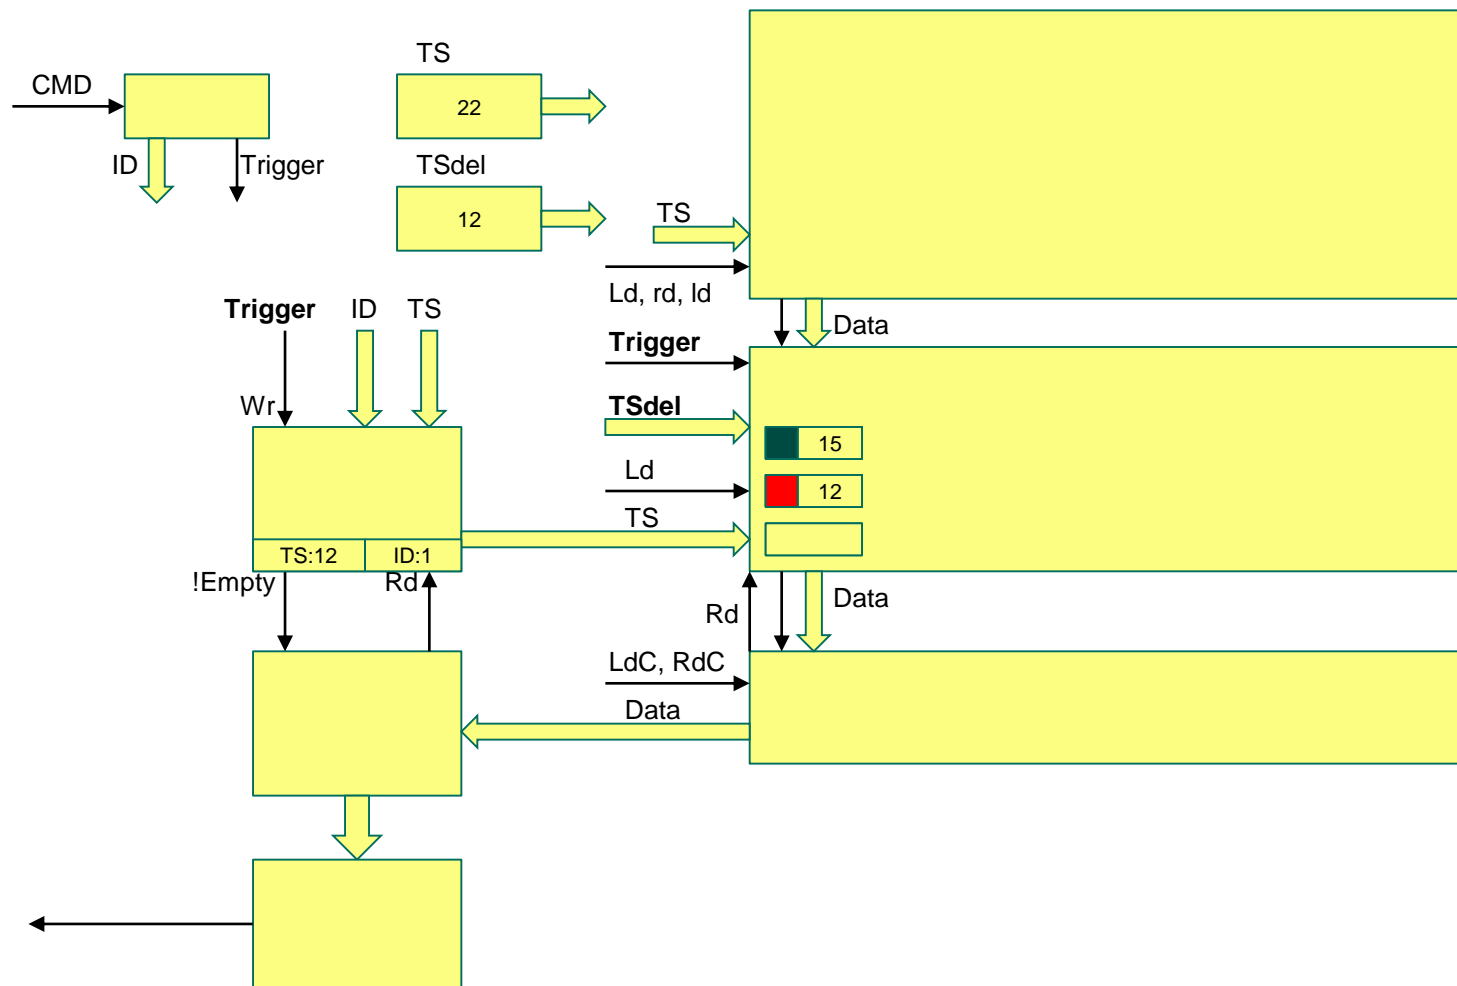 TS
CMD
22
ID
Trigger
TSdel
12
TS
Ld, rd, ld
Trigger
ID
TS
Data
Trigger
TSdel
Wr
15
Ld
12
TS
TS:12
ID:1
!Empty
Rd
Rd
Data
LdC, RdC
Data